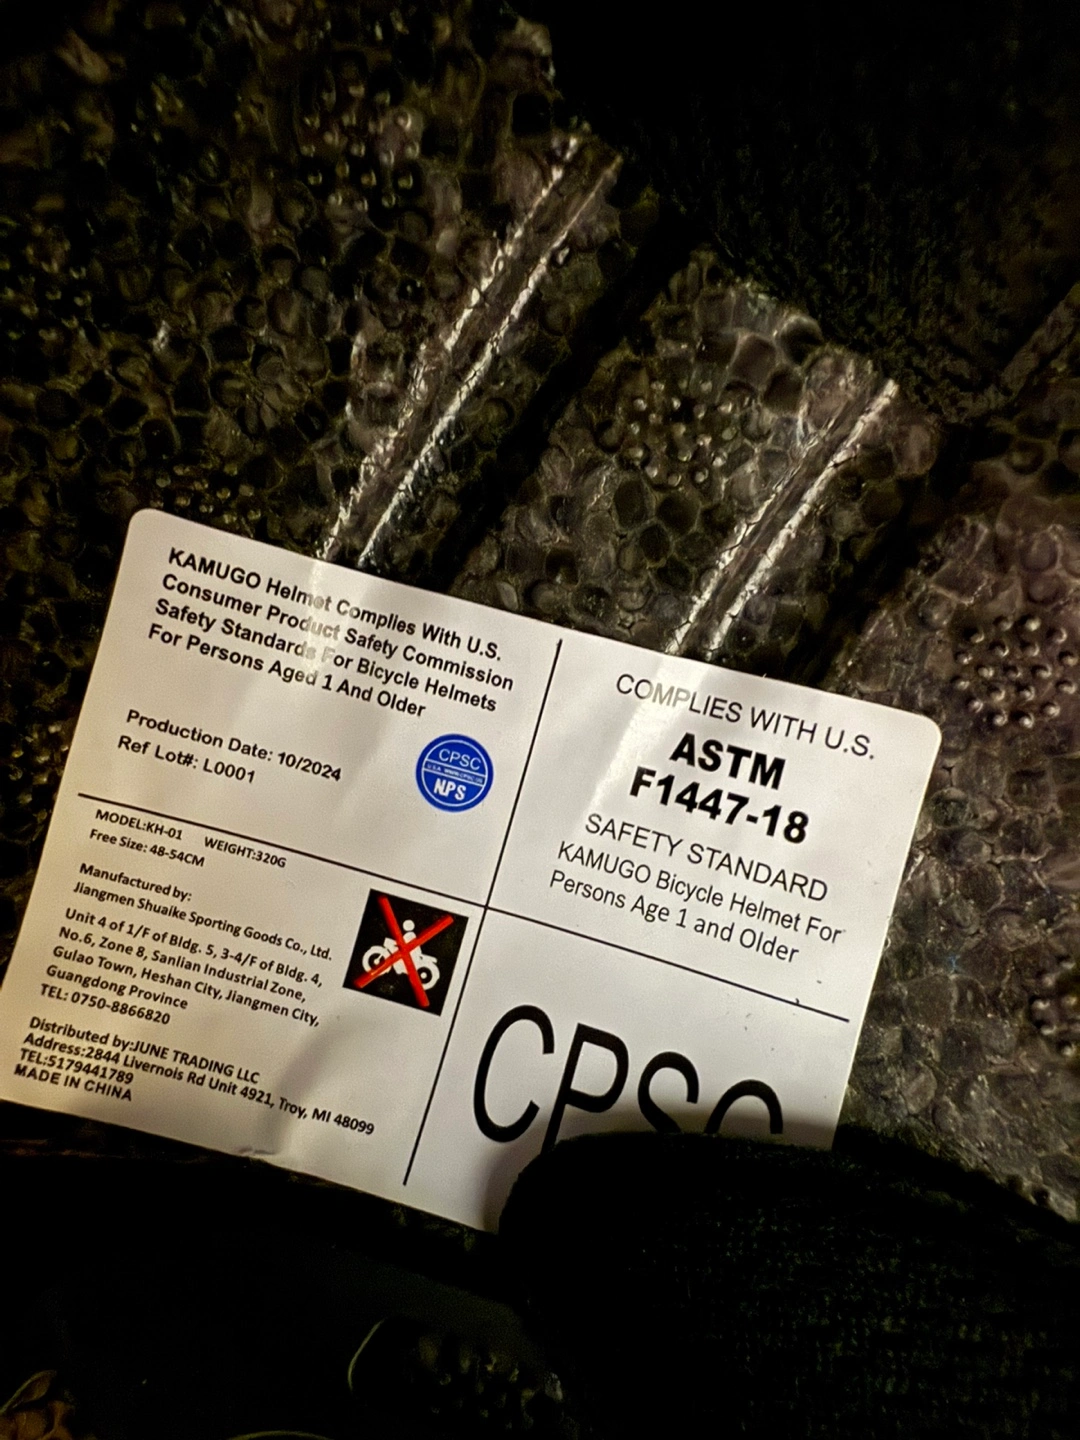 KAMUGO Helmet Complies With U.S.
Consumer Product Safety Commission
Safety Standards For Bicycle Helmets
For Persons Aged 1 And Older
Production Date: 10/2024
Ref Lot#: L0001
CPSC
NPS
MODEL:KH-01 WEIGHT:320G
Free Size: 48-54CM
Manufactured by:
Jiangmen Shuaike Sporting Goods Co., Ltd.
Unit 4 of 1/F of Bldg. 5, 3-4/F of Bldg. 4,
No.6, Zone 8, Sanlian Industrial Zone,
Gulao Town, Heshan City, Jiangmen City,
Guangdong Province
TEL: 0750-8866820
Distributed by:JUNE TRADING LLC
Address:2844 Livernois Rd Unit 4921, Troy, MI 48099
TEL:5179441789
MADE IN CHINA
COMPLIES WITH U.S.
ASTM
F1447-18
SAFETY STANDARD
KAMUGO Bicycle Helmet For
Persons Age 1 and Older
CPSC